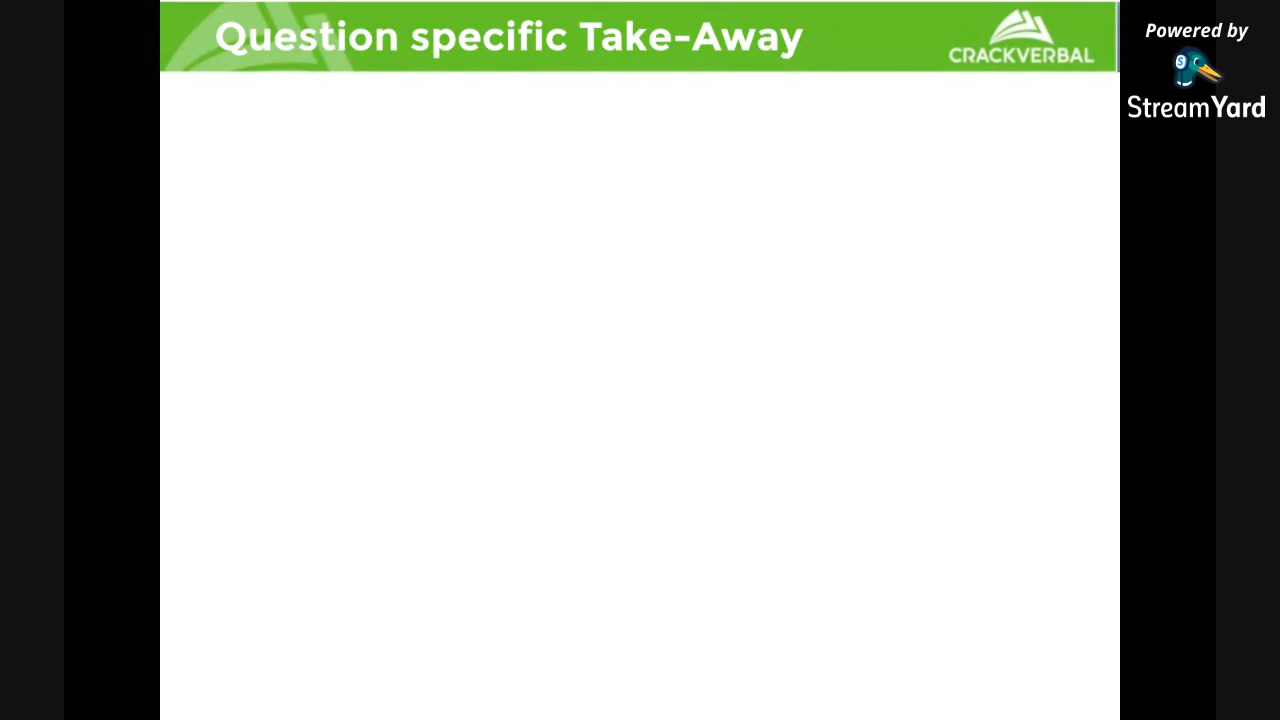 Question specific Take-Away
CRACKVERBAL
Powered by
S
StreamYard